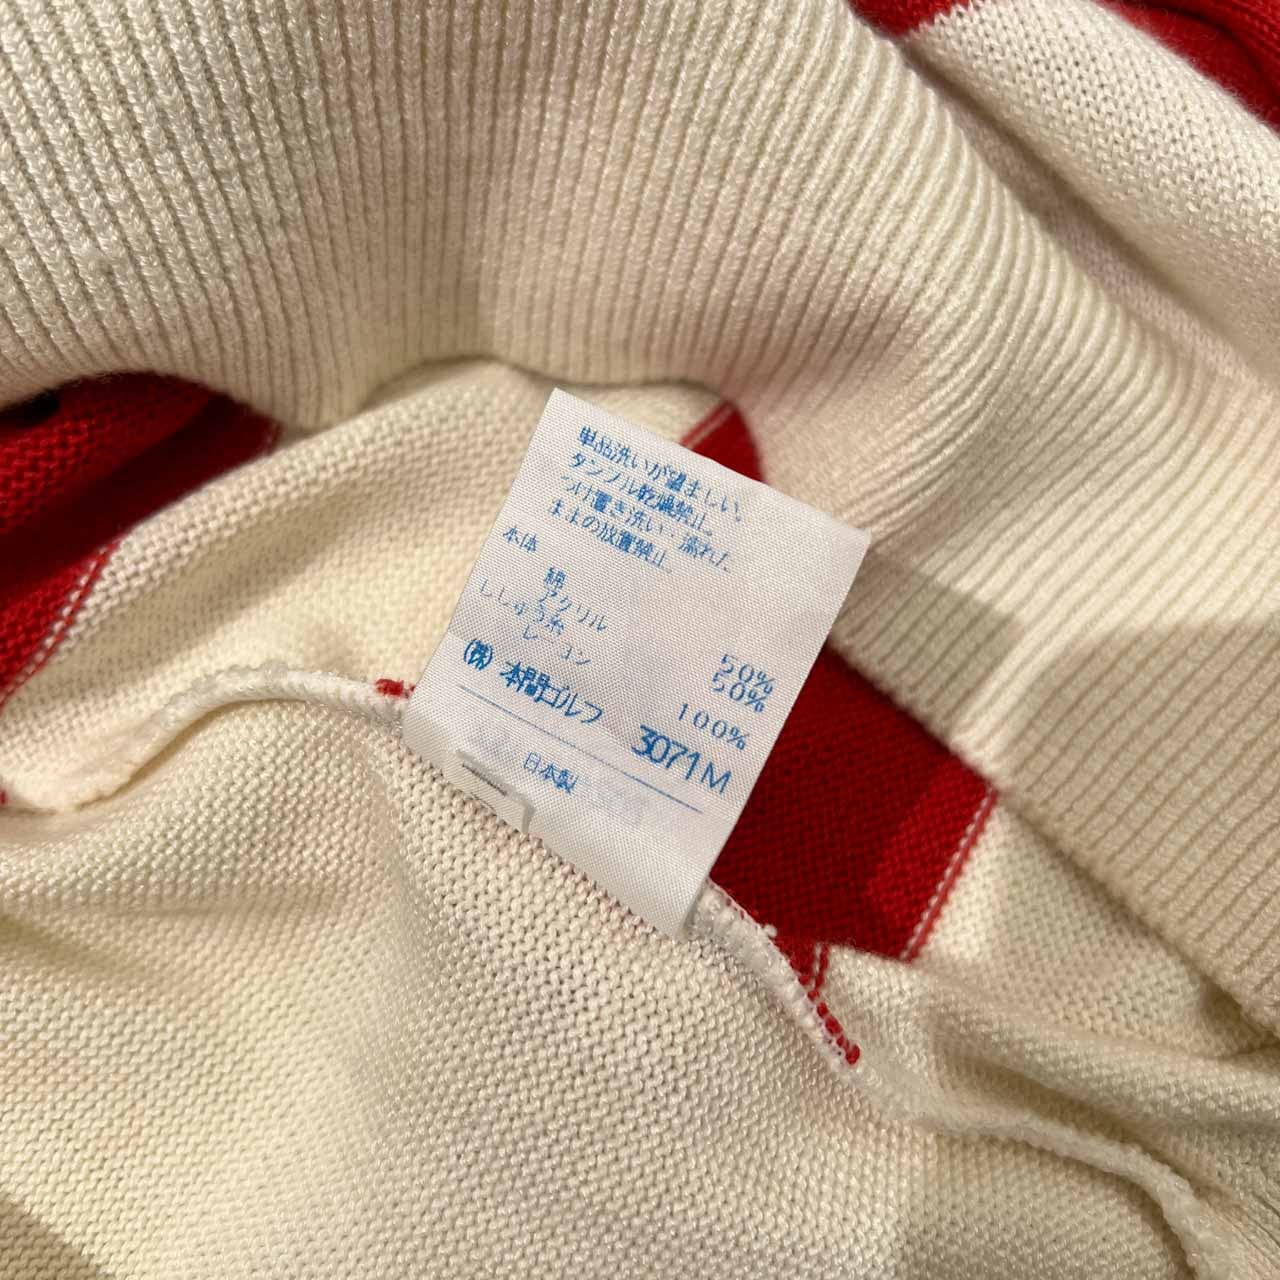 単品洗いが望ましい。
タンブル乾燥禁止。
つけ置き洗い・濡れた
ままの放置禁止。
本体
綿 50%
アクリル 50%
ししゅう糸
レーヨン 100%
(株)本間ゴルフ 3071M
日本製